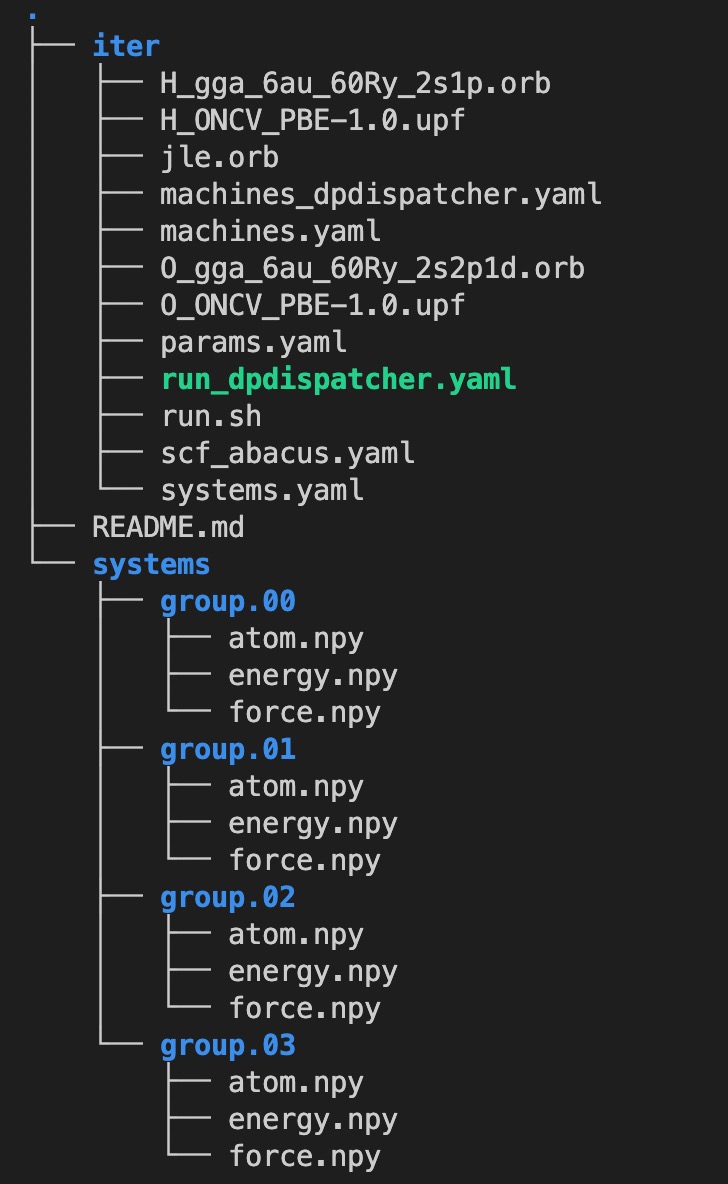 .
iter
H_gga_6au_60Ry_2s1p.orb
H_ONCV_PBE-1.0.upf
jle.orb
machines_dpdispatcher.yaml
machines.yaml
O_gga_6au_60Ry_2s2p1d.orb
O_ONCV_PBE-1.0.upf
params.yaml
run_dpdispatcher.yaml
run.sh
scf_abacus.yaml
systems.yaml
README.md
systems
group.00
atom.npy
energy.npy
force.npy
group.01
atom.npy
energy.npy
force.npy
group.02
atom.npy
energy.npy
force.npy
group.03
atom.npy
energy.npy
force.npy